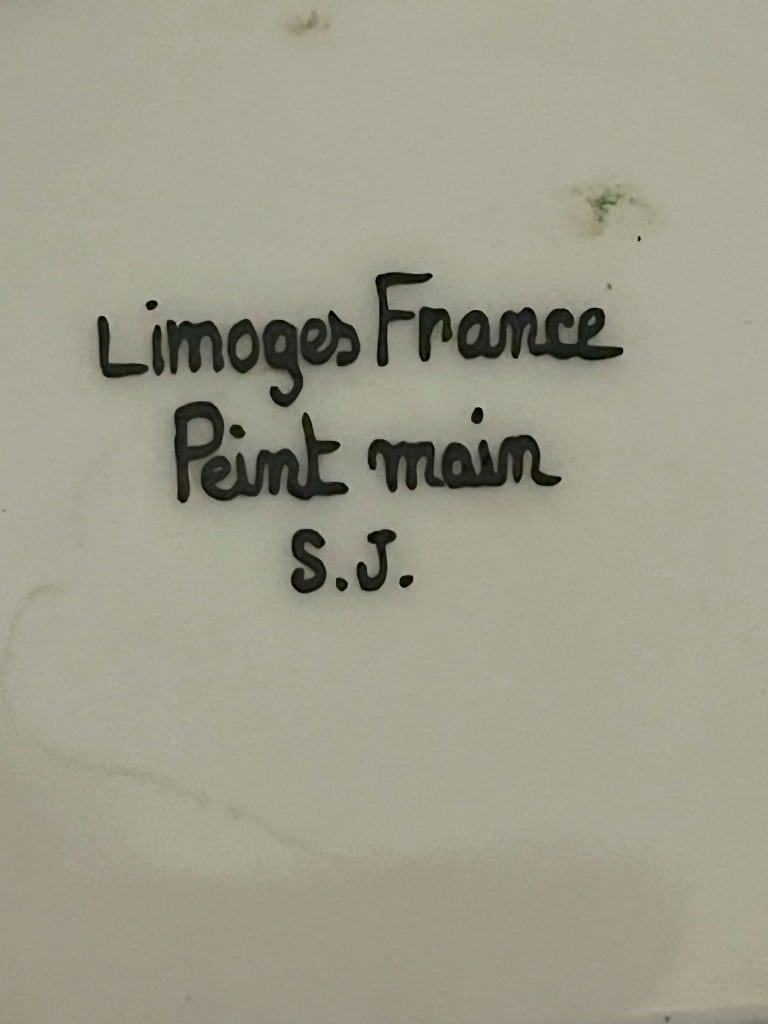 Limoges France
Peint main
S.J.